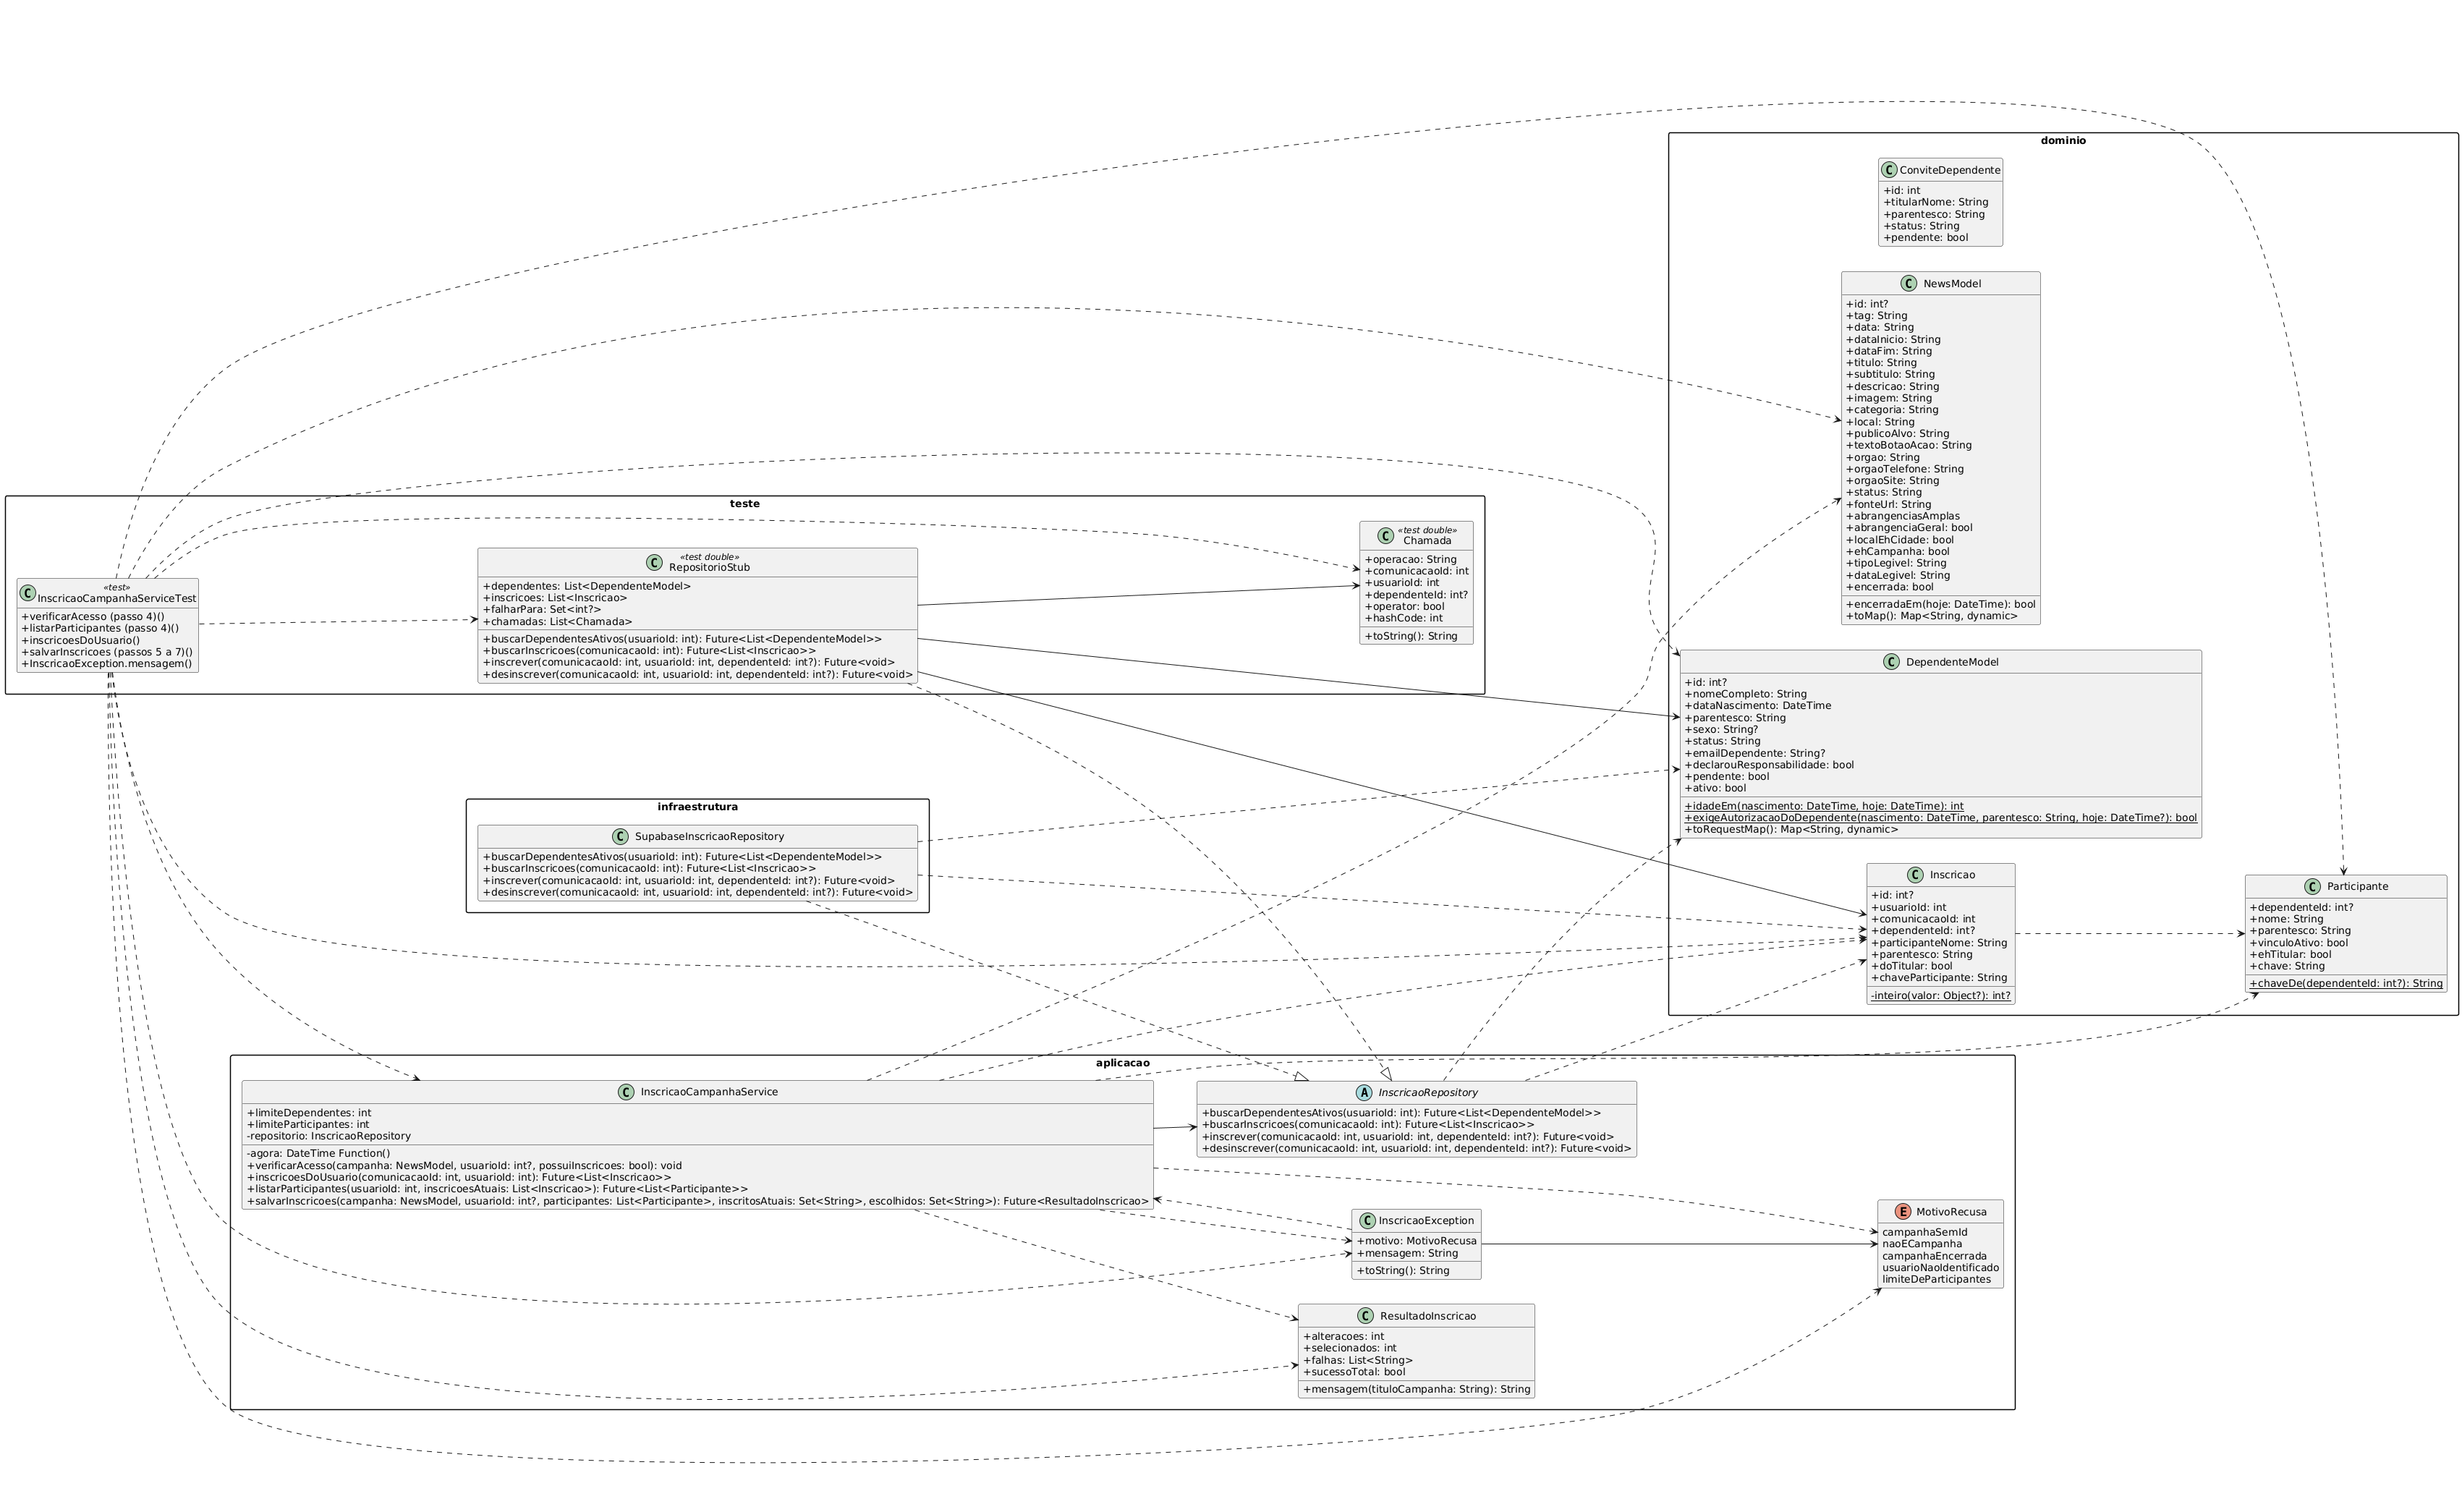 dominio
C ConviteDependente
+id: int
+titularNome: String
+parentesco: String
+status: String
+pendente: bool
C NewsModel
+id: int?
+tag: String
+data: String
+dataInicio: String
+dataFim: String
+titulo: String
+subtitulo: String
+descricao: String
+imagem: String
+categoria: String
+local: String
+publicoAlvo: String
+textoBotaoAcao: String
+orgao: String
+orgaoTelefone: String
+orgaoSite: String
+status: String
+fonteUrl: String
+abrangenciasAmplas
+abrangenciaGeral: bool
+localEhCidade: bool
+ehCampanha: bool
+tipoLegivel: String
+dataLegivel: String
+encerrada: bool
+encerradaEm(hoje: DateTime): bool
+toMap(): Map<String, dynamic>
teste
C «test»
InscricaoCampanhaServiceTest
+verificarAcesso (passo 4)()
+listarParticipantes (passo 4)()
+inscricoesDoUsuario()
+salvarInscricoes (passos 5 a 7)()
+InscricaoException.mensagem()
C «test double»
RepositorioStub
+dependentes: List<DependenteModel>
+inscricoes: List<Inscricao>
+falharPara: Set<int?>
+chamadas: List<Chamada>
+buscarDependentesAtivos(usuarioId: int): Future<List<DependenteModel>>
+buscarInscricoes(comunicacaoId: int): Future<List<Inscricao>>
+inscrever(comunicacaoId: int, usuarioId: int, dependenteId: int?): Future<void>
+desinscrever(comunicacaoId: int, usuarioId: int, dependenteId: int?): Future<void>
C «test double»
Chamada
+operacao: String
+comunicacaoId: int
+usuarioId: int
+dependenteId: int?
+operator: bool
+hashCode: int
+toString(): String
C DependenteModel
+id: int?
+nomeCompleto: String
+dataNascimento: DateTime
+parentesco: String
+sexo: String?
+status: String
+emailDependente: String?
+declarouResponsabilidade: bool
+pendente: bool
+ativo: bool
+idadeEm(nascimento: DateTime, hoje: DateTime): int
+exigeAutorizacaoDoDependente(nascimento: DateTime, parentesco: String, hoje: DateTime?): bool
+toRequestMap(): Map<String, dynamic>
infraestrutura
C SupabaseInscricaoRepository
+buscarDependentesAtivos(usuarioId: int): Future<List<DependenteModel>>
+buscarInscricoes(comunicacaoId: int): Future<List<Inscricao>>
+inscrever(comunicacaoId: int, usuarioId: int, dependenteId: int?): Future<void>
+desinscrever(comunicacaoId: int, usuarioId: int, dependenteId: int?): Future<void>
C Inscricao
+id: int?
+usuarioId: int
+comunicacaoId: int
+dependenteId: int?
+participanteNome: String
+parentesco: String
+doTitular: bool
+chaveParticipante: String
-inteiro(valor: Object?): int?
C Participante
+dependenteId: int?
+nome: String
+parentesco: String
+vinculoAtivo: bool
+ehTitular: bool
+chave: String
+chaveDe(dependenteId: int?): String
aplicacao
C InscricaoCampanhaService
+limiteDependentes: int
+limiteParticipantes: int
-repositorio: InscricaoRepository
-agora: DateTime Function()
+verificarAcesso(campanha: NewsModel, usuarioId: int?, possuiInscricoes: bool): void
+inscricoesDoUsuario(comunicacaoId: int, usuarioId: int): Future<List<Inscricao>>
+listarParticipantes(usuarioId: int, inscricoesAtuais: List<Inscricao>): Future<List<Participante>>
+salvarInscricoes(campanha: NewsModel, usuarioId: int?, participantes: List<Participante>, inscritosAtuais: Set<String>, escolhidos: Set<String>): Future<ResultadoInscricao>
A InscricaoRepository
+buscarDependentesAtivos(usuarioId: int): Future<List<DependenteModel>>
+buscarInscricoes(comunicacaoId: int): Future<List<Inscricao>>
+inscrever(comunicacaoId: int, usuarioId: int, dependenteId: int?): Future<void>
+desinscrever(comunicacaoId: int, usuarioId: int, dependenteId: int?): Future<void>
C InscricaoException
+motivo: MotivoRecusa
+mensagem: String
+toString(): String
E MotivoRecusa
campanhaSemId
naoECampanha
campanhaEncerrada
usuarioNaoIdentificado
limiteDeParticipantes
C ResultadoInscricao
+alteracoes: int
+selecionados: int
+falhas: List<String>
+sucessoTotal: bool
+mensagem(tituloCampanha: String): String